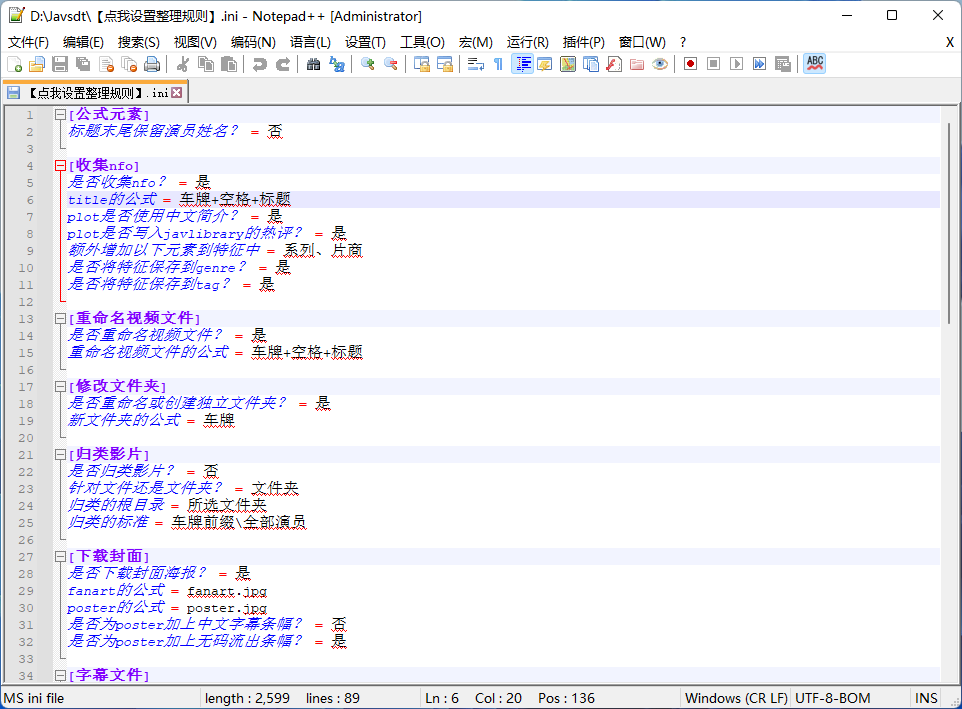 D:\Javsdt\【点我设置整理规则】.ini - Notepad++ [Administrator]
文件(F) 编辑(E) 搜索(S) 视图(V) 编码(N) 语言(L) 设置(T) 工具(O) 宏(M) 运行(R) 插件(P) 窗口(W) ? X
ABC
【点我设置整理规则】.ini
1 [公式元素]
2 标题末尾保留演员姓名? = 否
3
4 [收集nfo]
5 是否收集nfo? = 是
6 title的公式 = 车牌+空格+标题
7 plot是否使用中文简介? = 是
8 plot是否写入javlibrary的热评? = 是
9 额外增加以下元素到特征中 = 系列、片商
10 是否将特征保存到genre? = 是
11 是否将特征保存到tag? = 是
12
13 [重命名视频文件]
14 是否重命名视频文件? = 是
15 重命名视频文件的公式 = 车牌+空格+标题
16
17 [修改文件夹]
18 是否重命名或创建独立文件夹? = 是
19 新文件夹的公式 = 车牌
20
21 [归类影片]
22 是否归类影片? = 否
23 针对文件还是文件夹? = 文件夹
24 归类的根目录 = 所选文件夹
25 归类的标准 = 车牌前缀\全部演员
26
27 [下载封面]
28 是否下载封面海报? = 是
29 fanart的公式 = fanart.jpg
30 poster的公式 = poster.jpg
31 是否为poster加上中文字幕条幅? = 否
32 是否为poster加上无码流出条幅? = 是
33
34 [字幕文件]
MS ini file length : 2,599 lines : 89 Ln : 6 Col : 20 Pos : 136 Windows (CR LF) UTF-8-BOM INS